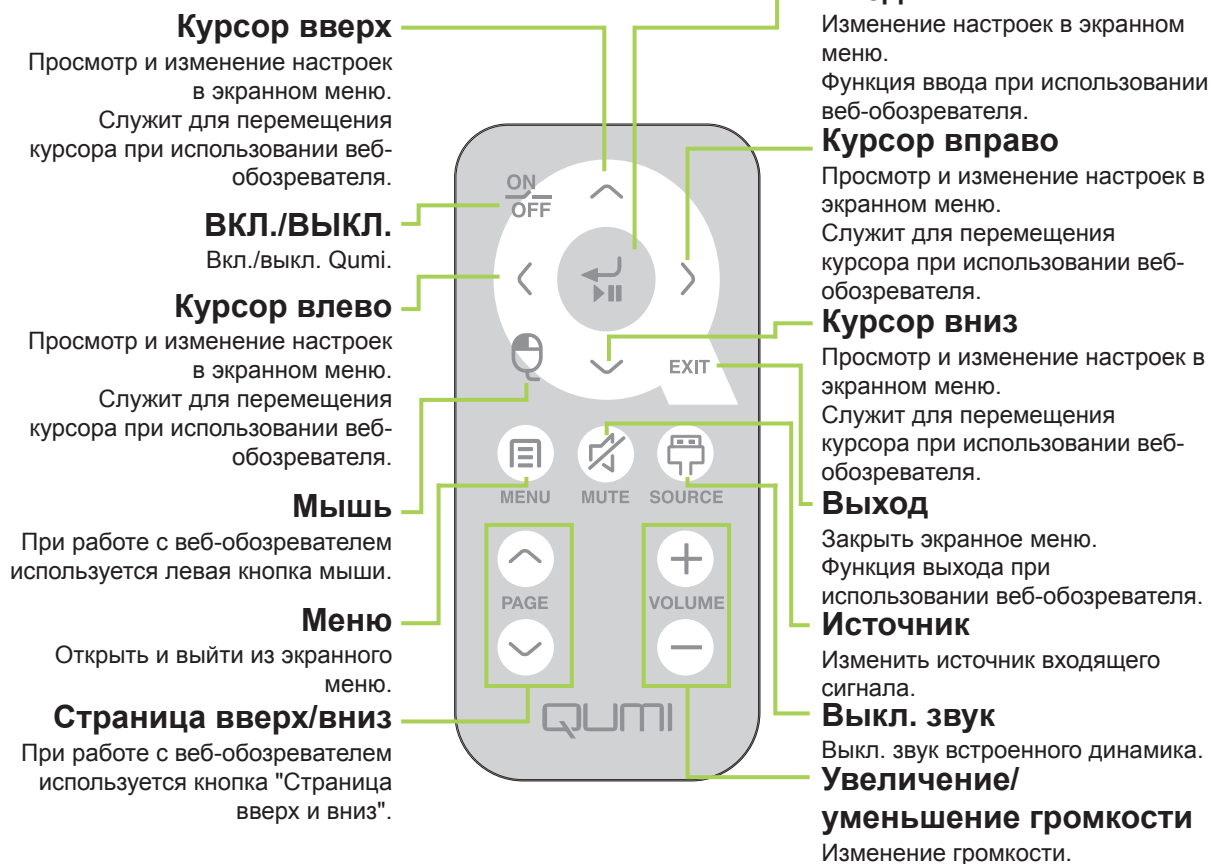 Курсор вверх
Просмотр и изменение настроек
в экранном меню.
Служит для перемещения
курсора при использовании веб-
обозревателя.
ВКЛ./ВЫКЛ.
Вкл./выкл. Qumi.
Курсор влево
Просмотр и изменение настроек
в экранном меню.
Служит для перемещения
курсора при использовании веб-
обозревателя.
Мышь
При работе с веб-обозревателем
используется левая кнопка мыши.
Меню
Открыть и выйти из экранного
меню.
Страница вверх/вниз
При работе с веб-обозревателем
используется кнопка "Страница
вверх и вниз".
ON
OFF
EXIT
MENU
MUTE
SOURCE
PAGE
VOLUME
QUMI
Изменение настроек в экранном
меню.
Функция ввода при использовании
веб-обозревателя.
Курсор вправо
Просмотр и изменение настроек в
экранном меню.
Служит для перемещения
курсора при использовании веб-
обозревателя.
Курсор вниз
Просмотр и изменение настроек в
экранном меню.
Служит для перемещения
курсора при использовании веб-
обозревателя.
Выход
Закрыть экранное меню.
Функция выхода при
использовании веб-обозревателя.
Источник
Изменить источник входящего
сигнала.
Выкл. звук
Выкл. звук встроенного динамика.
Увеличение/
уменьшение громкости
Изменение громкости.